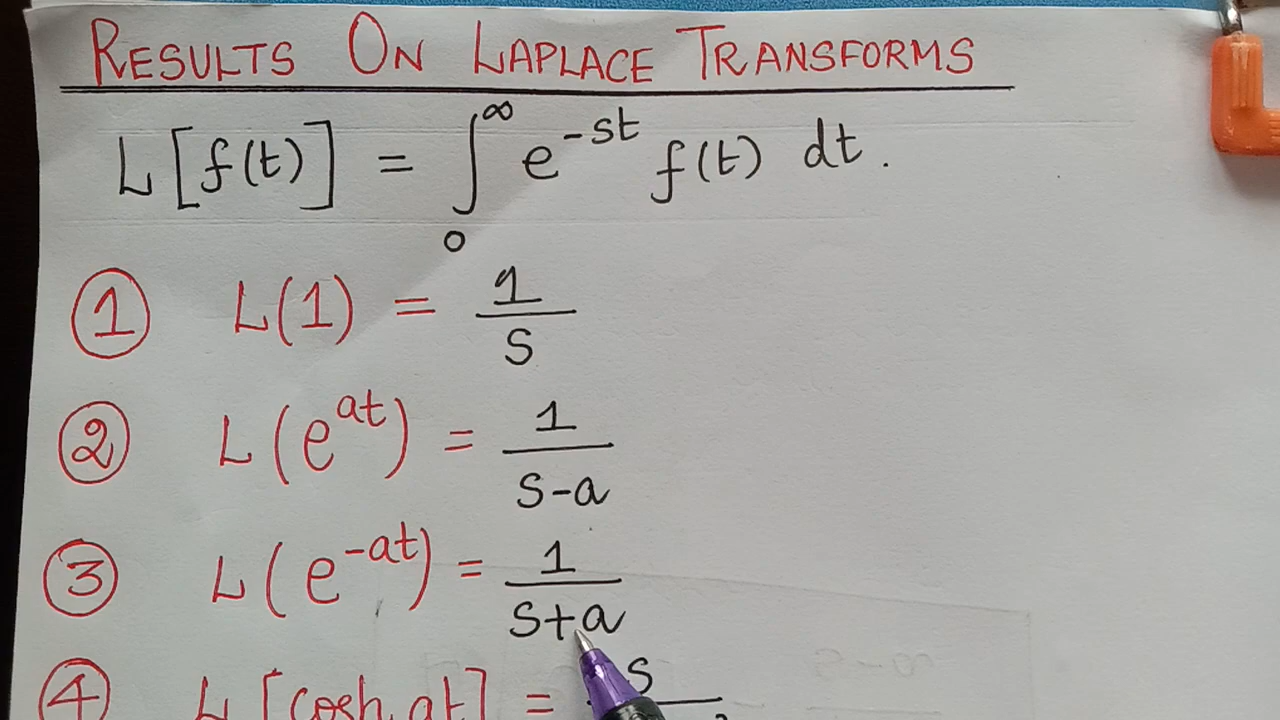 RESULTS ON LAPLACE TRANSFORMS
L[f(t)] = ∫₀^∞ e^{-st} f(t) dt.
① L(1) = 1/s
② L(e^{at}) = 1/(s-a)
③ L(e^{-at}) = 1/(s+a)
④ L[cosh at] = s